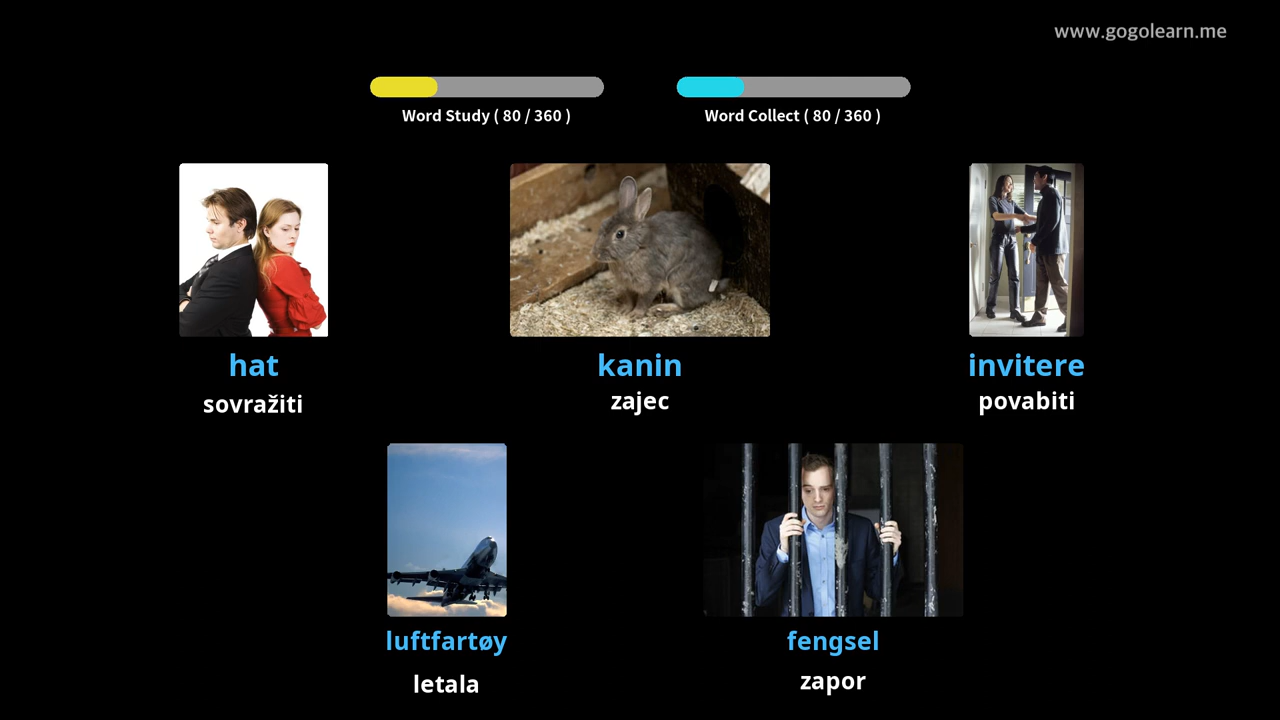 www.gogolearn.me
Word Study ( 80 / 360 )
Word Collect ( 80 / 360 )
hat
kanin
invitere
sovražiti
zajec
povabiti
luftfartøy
fengsel
letala
zapor